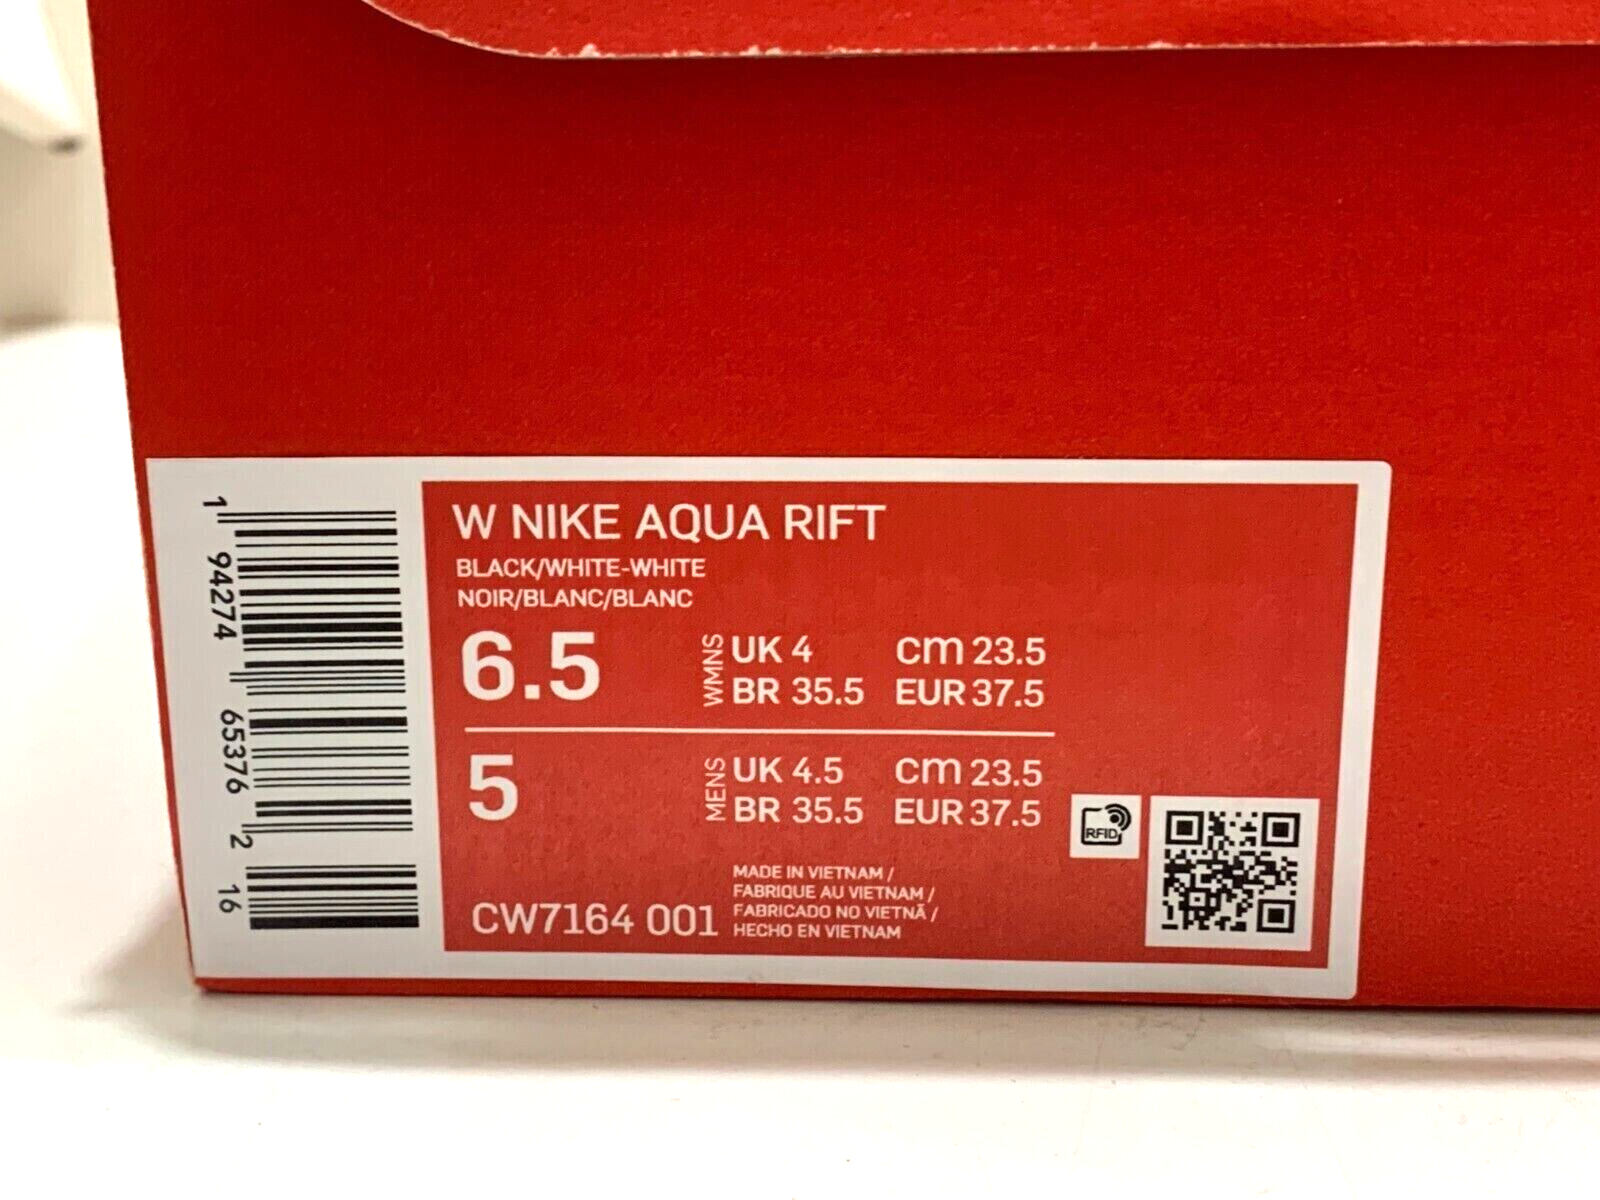 W NIKE AQUA RIFT
BLACK/WHITE-WHITE
NOIR/BLANC/BLANC
6.5 WMNS UK 4 CM 23.5
BR 35.5 EUR 37.5
5 MENS UK 4.5 CM 23.5
BR 35.5 EUR 37.5
CW7164 001
MADE IN VIETNAM /
FABRIQUE AU VIETNAM /
FABRICADO NO VIETNÃ /
HECHO EN VIETNAM
RFID
1 94274 65376 2
16